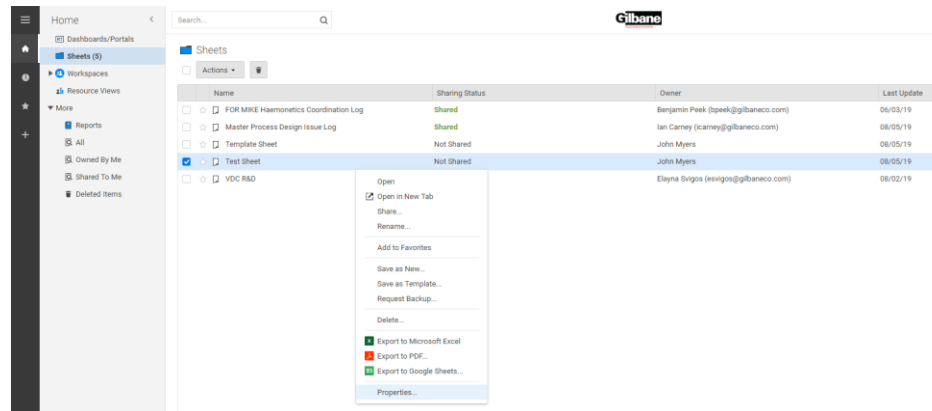 Home
Search...
Gilbane
Dashboards/Portals
Sheets (5)
Workspaces
Resource Views
More
Reports
All
Owned By Me
Shared To Me
Deleted Items
Sheets
Actions
Name Sharing Status Owner Last Update
FOR MIKE Haemonetics Coordination Log Shared Benjamin Peek (bpeek@gilbaneco.com) 06/03/19
Master Process Design Issue Log Shared Ian Carney (icarney@gilbaneco.com) 08/05/19
Template Sheet Not Shared John Myers 08/05/19
Test Sheet Not Shared John Myers 08/05/19
VDC R&D Elayna Svigos (esvigos@gilbaneco.com) 08/02/19
Open
Open in New Tab
Share...
Rename...
Add to Favorites
Save as New...
Save as Template...
Request Backup...
Delete...
Export to Microsoft Excel
Export to PDF...
Export to Google Sheets...
Properties...